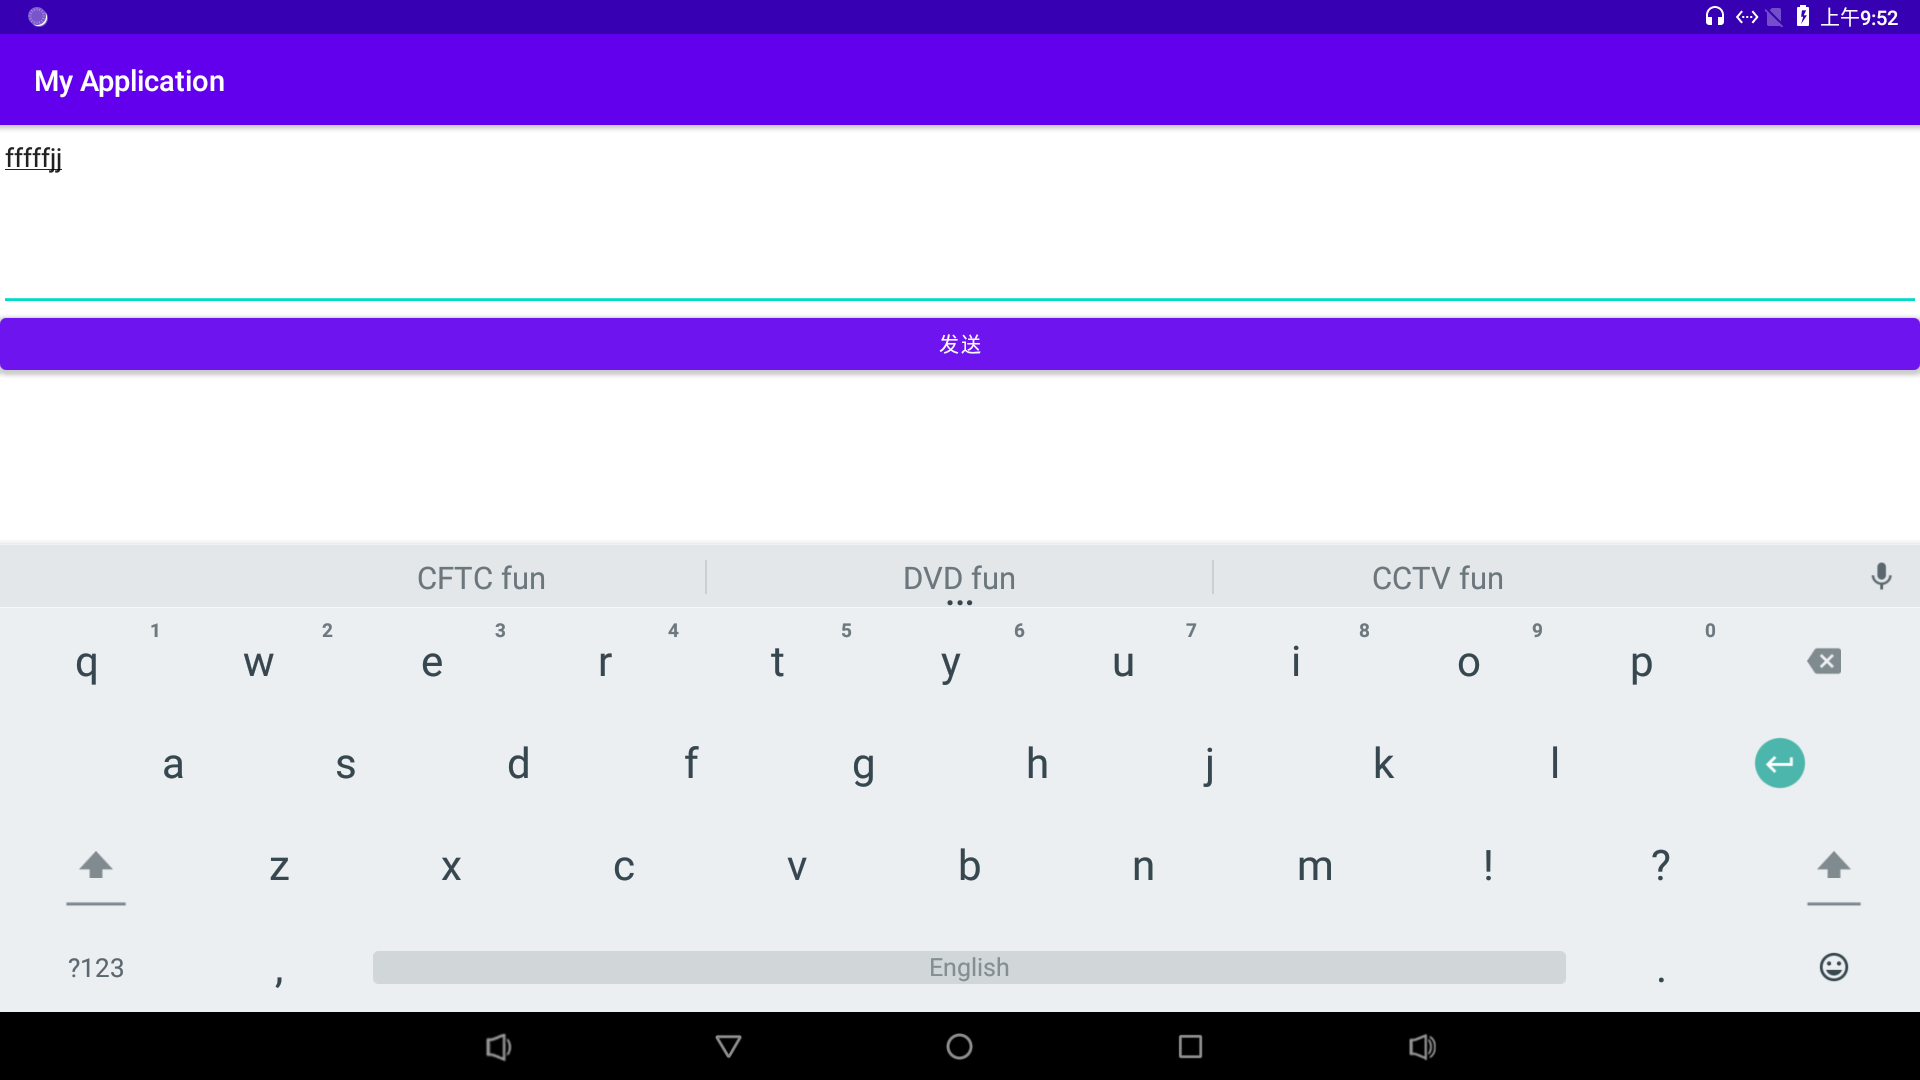 上午9:52
My Application
fffffjj
发送
CFTC fun DVD fun CCTV fun
1 2 3 4 5 6 7 8 9 0
q w e r t y u i o p
a s d f g h j k l
z x c v b n m ! ?
?123 , English .